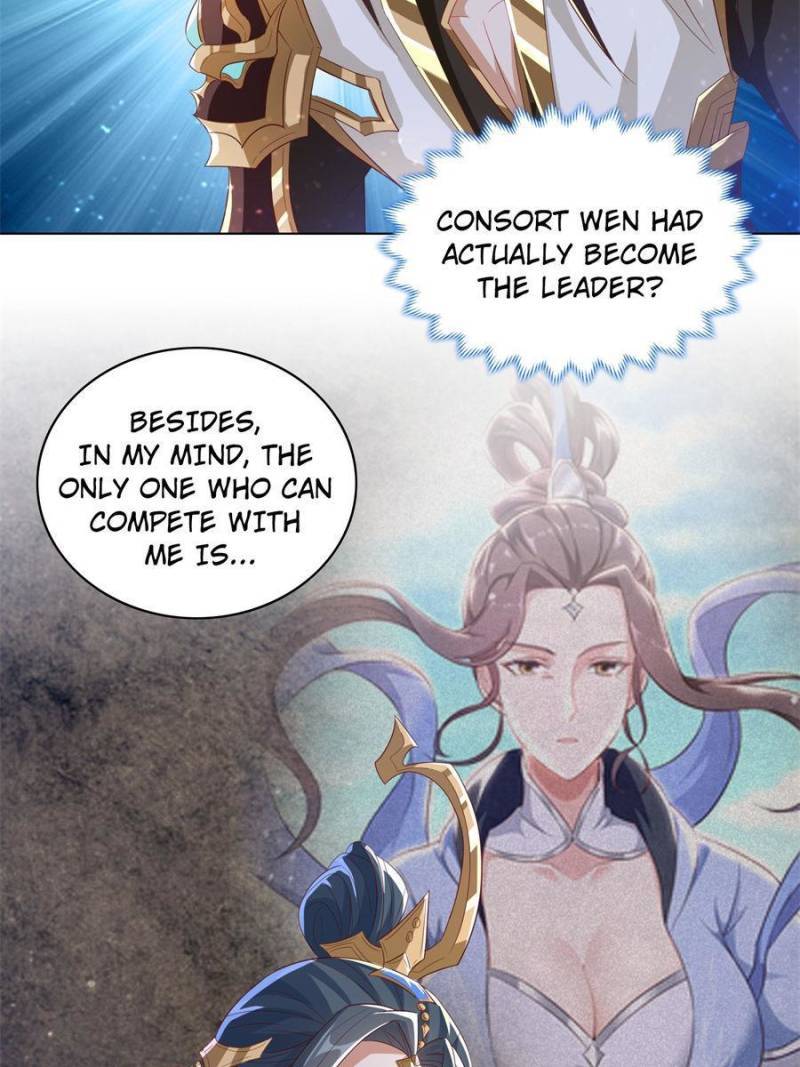 CONSORT WEN HAD
ACTUALLY BECOME
THE LEADER?
BESIDES,
IN MY MIND, THE
ONLY ONE WHO CAN
COMPETE WITH
ME IS...